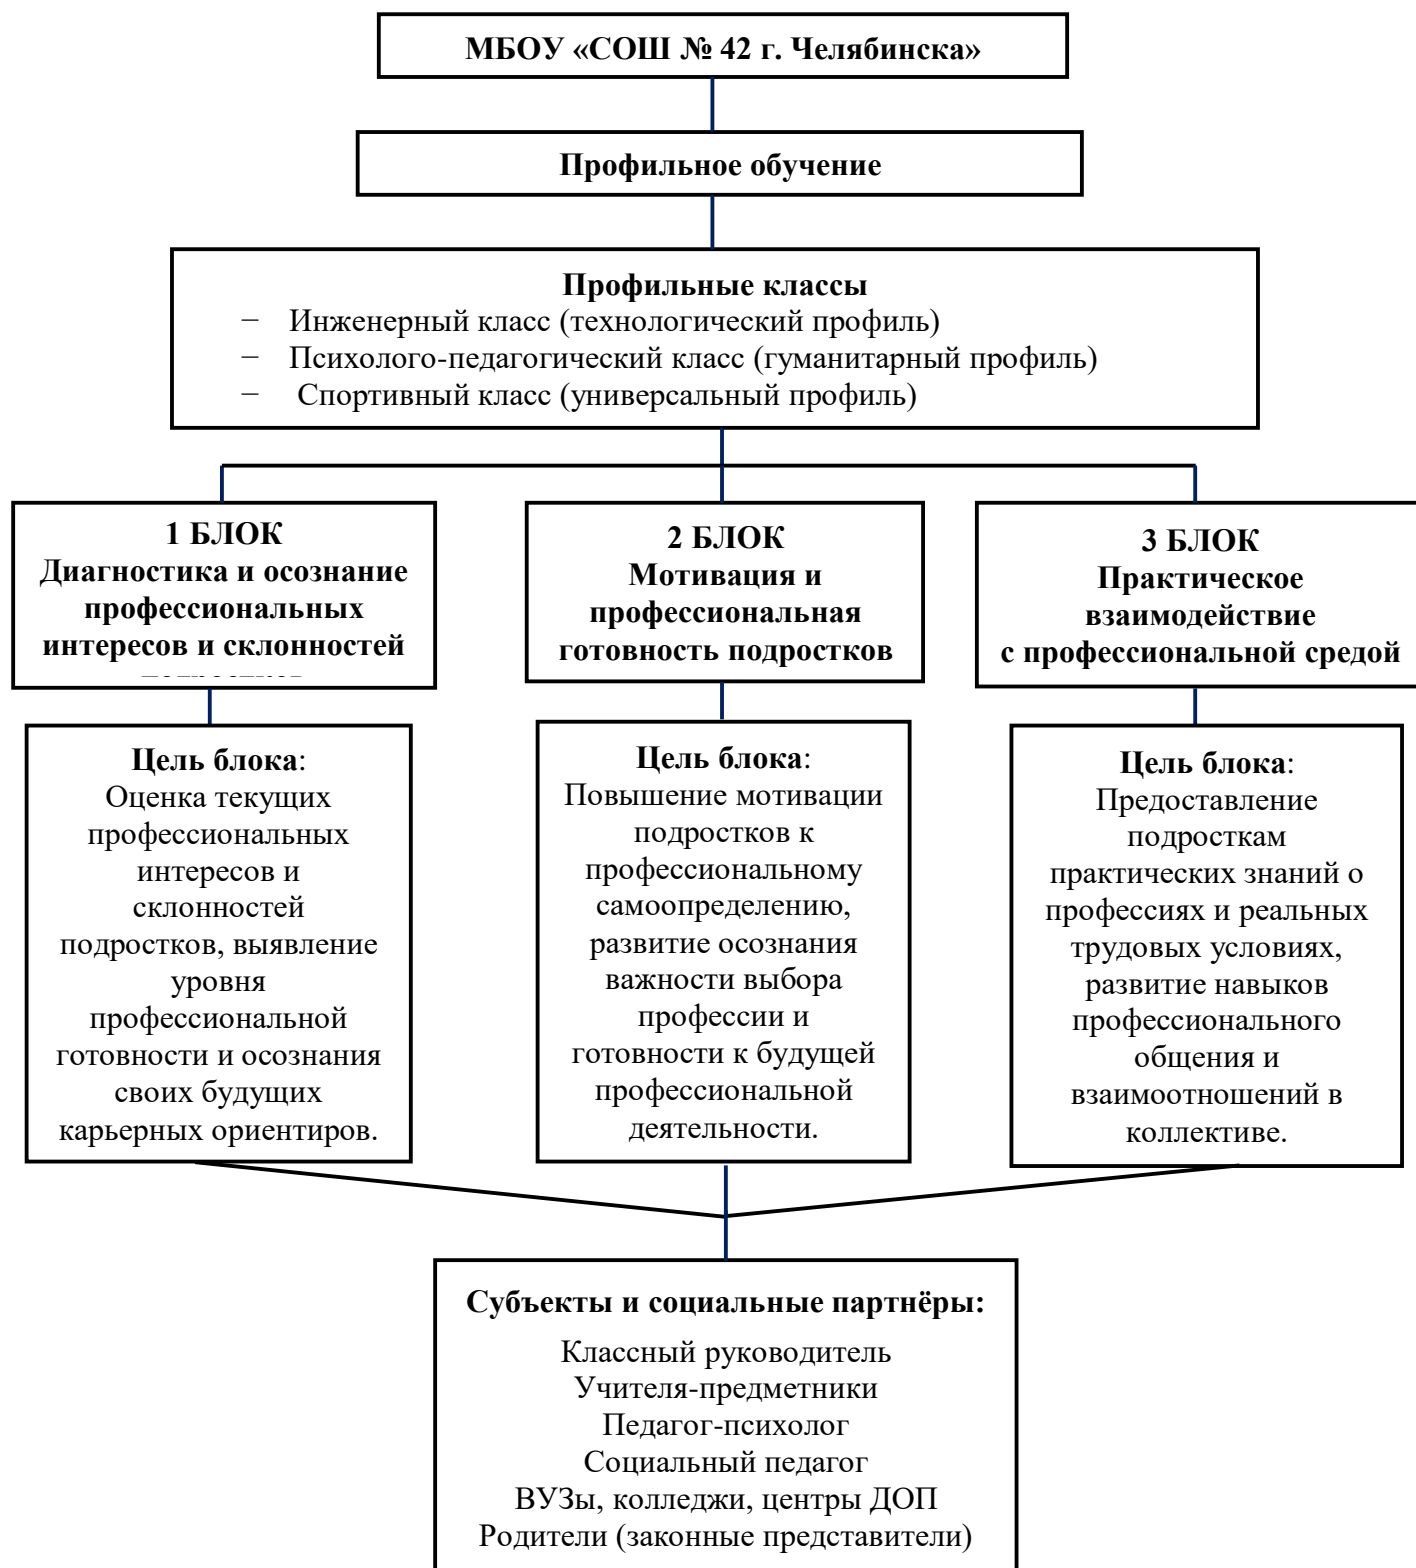 МБОУ «СОШ № 42 г. Челябинска»
Профильное обучение
Профильные классы
− Инженерный класс (технологический профиль)
− Психолого-педагогический класс (гуманитарный профиль)
− Спортивный класс (универсальный профиль)
1 БЛОК
Диагностика и осознание
профессиональных
интересов и склонностей
2 БЛОК
Мотивация и
профессиональная
готовность подростков
3 БЛОК
Практическое
взаимодействие
с профессиональной средой
Цель блока:
Оценка текущих
профессиональных
интересов и
склонностей
подростков, выявление
уровня
профессиональной
готовности и осознания
своих будущих
карьерных ориентиров.
Цель блока:
Повышение мотивации
подростков к
профессиональному
самоопределению,
развитие осознания
важности выбора
профессии и
готовности к будущей
профессиональной
деятельности.
Цель блока:
Предоставление
подросткам
практических знаний о
профессиях и реальных
трудовых условиях,
развитие навыков
профессионального
общения и
взаимоотношений в
коллективе.
Субъекты и социальные партнёры:
Классный руководитель
Учителя-предметники
Педагог-психолог
Социальный педагог
ВУЗы, колледжи, центры ДОП
Родители (законные представители)